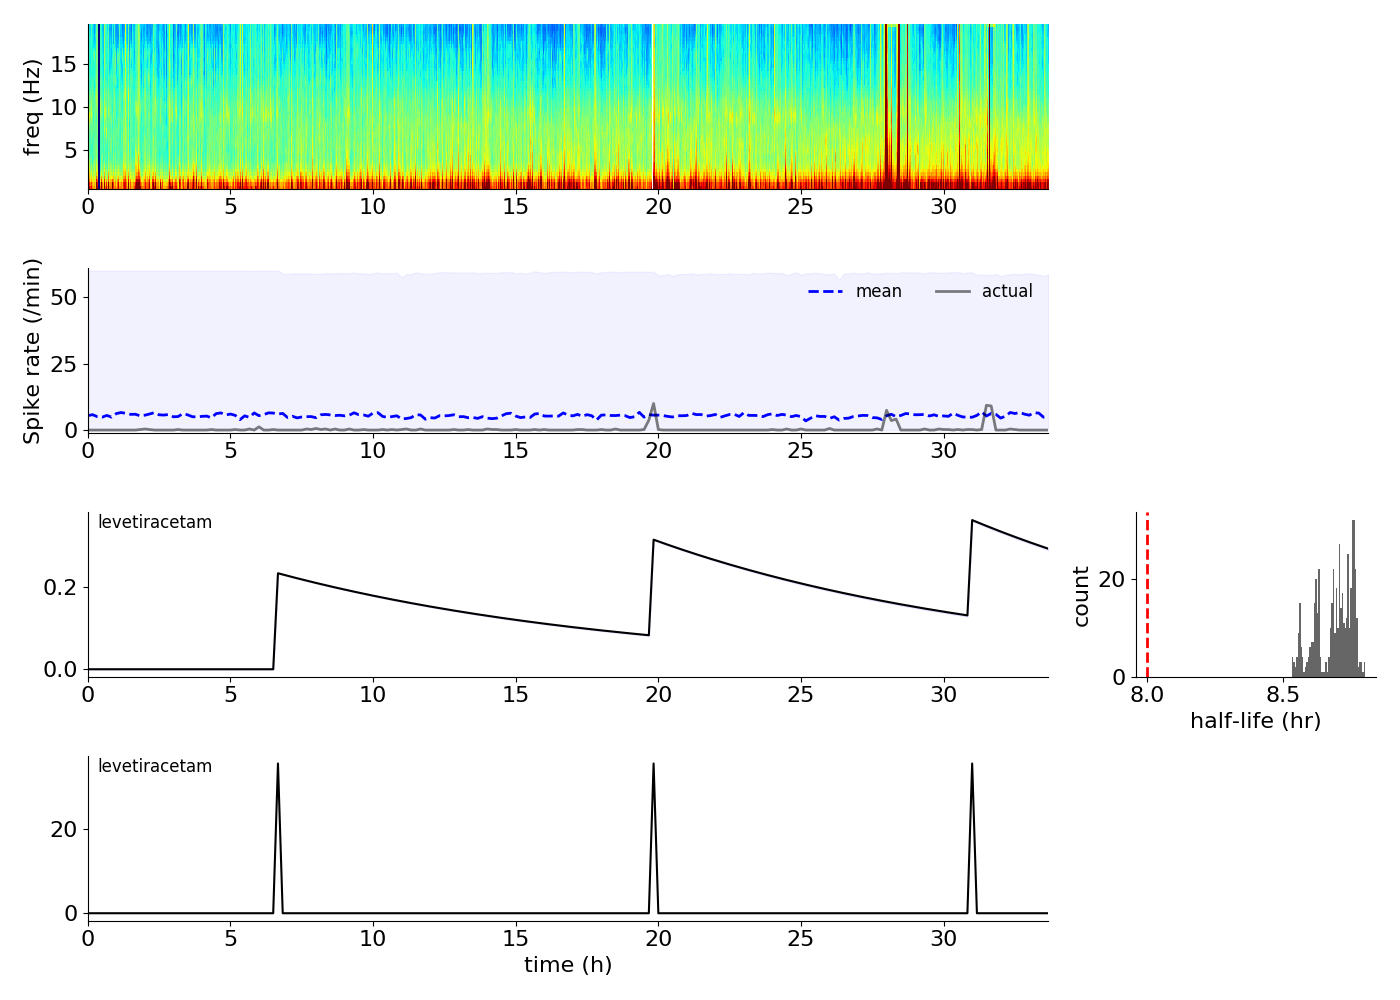 freq (Hz)
15
10
5
0 5 10 15 20 25 30
Spike rate (/min)
50
25
0
mean actual
0 5 10 15 20 25 30
levetiracetam
0.2
0.0
0 5 10 15 20 25 30
count
20
0
8.0 8.5
half-life (hr)
levetiracetam
20
0
0 5 10 15 20 25 30
time (h)